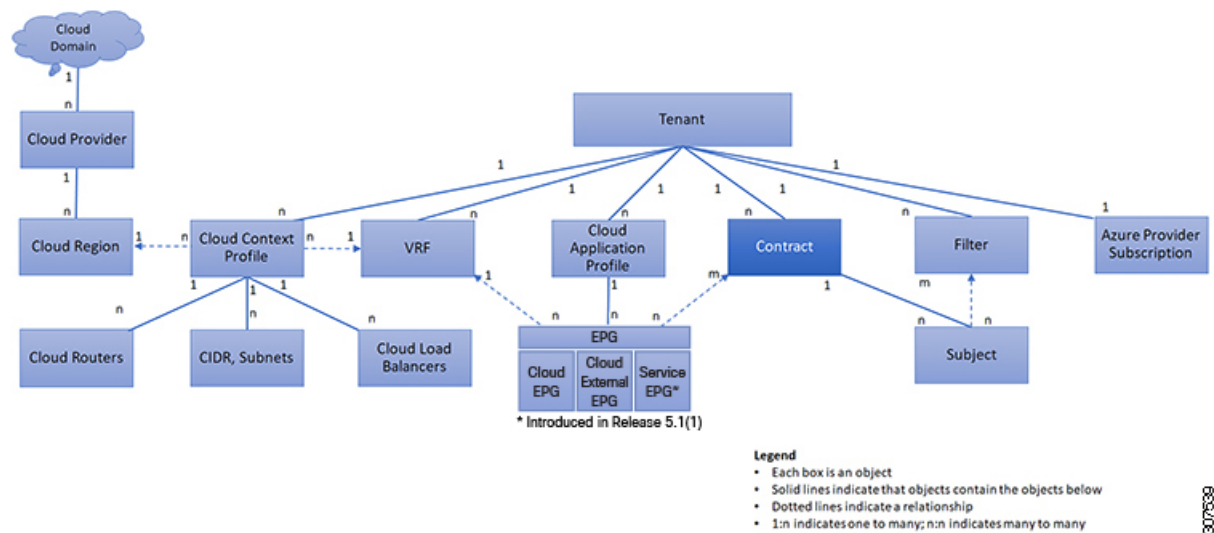 Cloud
Domain
1
n
Cloud Provider
1
n
Cloud Region
Tenant
1
1
1
1
1
1
n
n
n
n
n
1
1
n
Cloud Context
Profile
n
1
VRF
Cloud
Application
Profile
Contract
Filter
Azure Provider
Subscription
1
1
1
1
1
m
1
m
n
n
n
n
n
n
n
n
Cloud Routers
CIDR, Subnets
Cloud Load
Balancers
EPG
Cloud
EPG
Cloud
External
EPG
Service
EPG*
Subject
* Introduced in Release 5.1(1)
Legend
• Each box is an object
• Solid lines indicate that objects contain the objects below
• Dotted lines indicate a relationship
• 1:n indicates one to many; n:n indicates many to many
307539